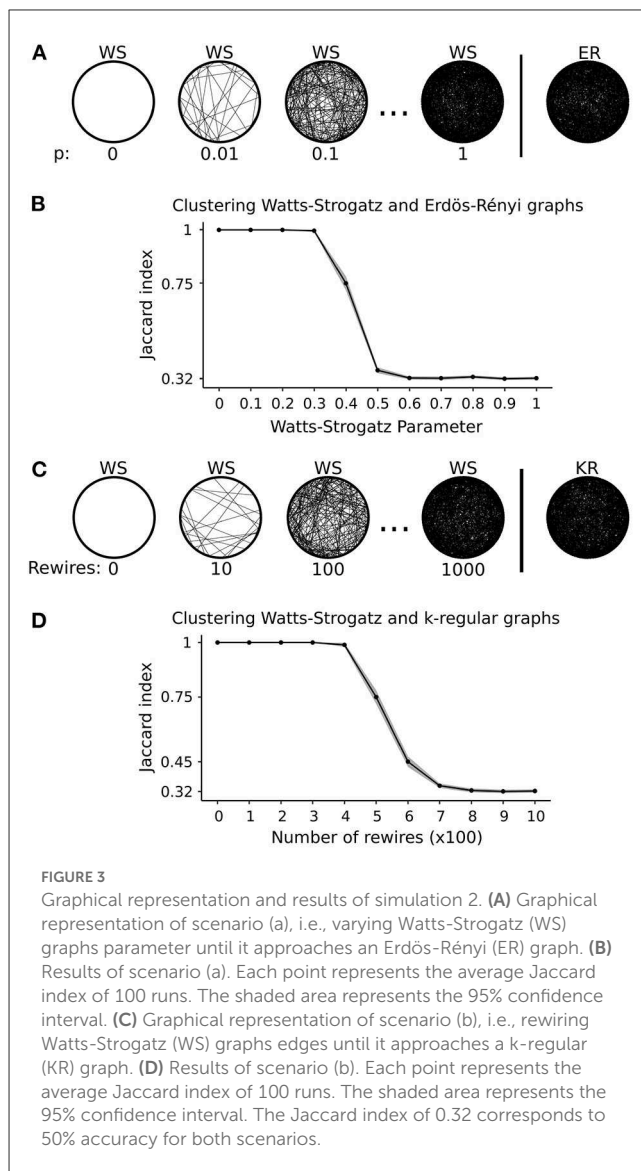 A WS WS WS WS ER
...
p: 0 0.01 0.1 1
B Clustering Watts-Strogatz and Erdös-Rényi graphs
1
0.75
0.32
Jaccard index
0 0.1 0.2 0.3 0.4 0.5 0.6 0.7 0.8 0.9 1
Watts-Strogatz Parameter
C WS WS WS WS KR
...
Rewires: 0 10 100 1000
D Clustering Watts-Strogatz and k-regular graphs
1
0.75
0.45
0.32
Jaccard index
0 1 2 3 4 5 6 7 8 9 10
Number of rewires (x100)
FIGURE 3
Graphical representation and results of simulation 2. (A) Graphical
representation of scenario (a), i.e., varying Watts-Strogatz (WS)
graphs parameter until it approaches an Erdös-Rényi (ER) graph. (B)
Results of scenario (a). Each point represents the average Jaccard
index of 100 runs. The shaded area represents the 95% confidence
interval. (C) Graphical representation of scenario (b), i.e., rewiring
Watts-Strogatz (WS) graphs edges until it approaches a k-regular
(KR) graph. (D) Results of scenario (b). Each point represents the
average Jaccard index of 100 runs. The shaded area represents the
95% confidence interval. The Jaccard index of 0.32 corresponds to
50% accuracy for both scenarios.